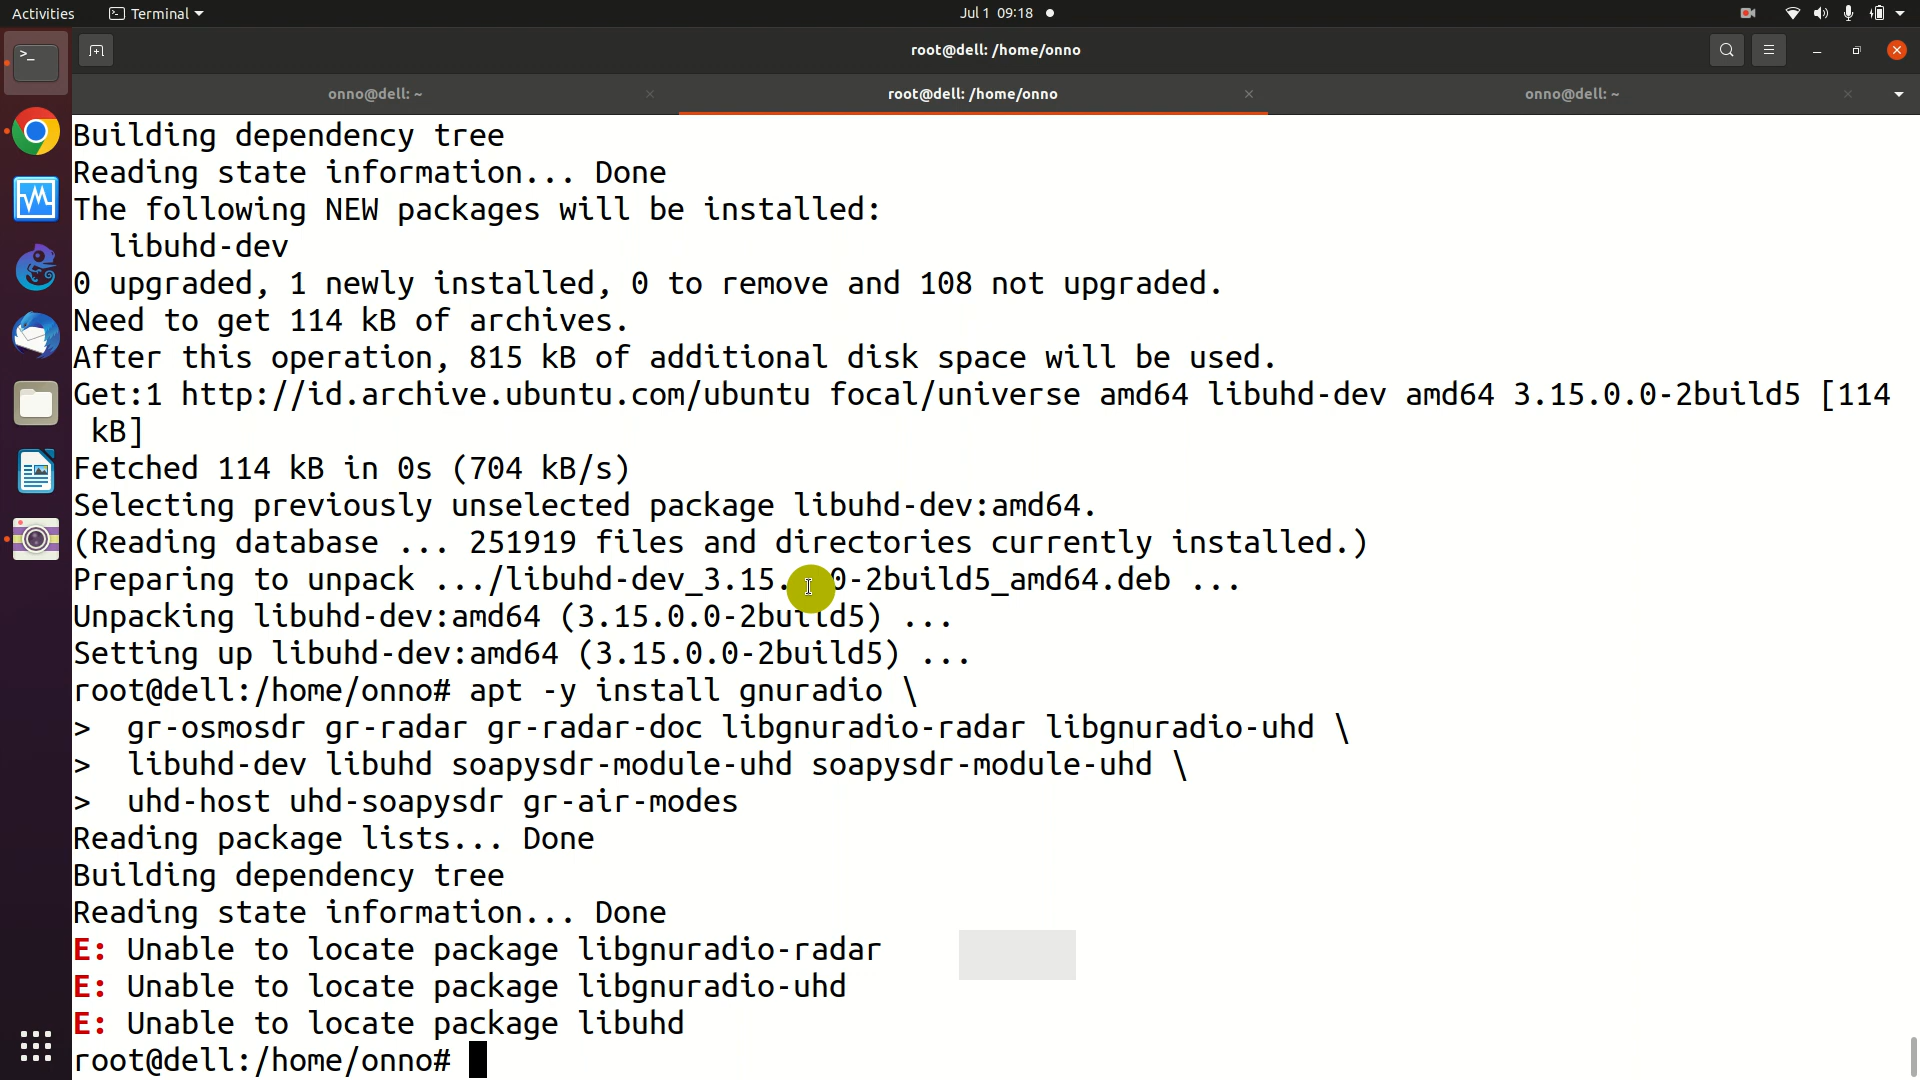 Activities
Terminal
Jul 1 09:18
root@dell: /home/onno
onno@dell: ~
root@dell: /home/onno
onno@dell: ~
Building dependency tree
Reading state information... Done
The following NEW packages will be installed:
  libuhd-dev
0 upgraded, 1 newly installed, 0 to remove and 108 not upgraded.
Need to get 114 kB of archives.
After this operation, 815 kB of additional disk space will be used.
Get:1 http://id.archive.ubuntu.com/ubuntu focal/universe amd64 libuhd-dev amd64 3.15.0.0-2build5 [114
 kB]
Fetched 114 kB in 0s (704 kB/s)
Selecting previously unselected package libuhd-dev:amd64.
(Reading database ... 251919 files and directories currently installed.)
Preparing to unpack .../libuhd-dev_3.15.0.0-2build5_amd64.deb ...
Unpacking libuhd-dev:amd64 (3.15.0.0-2build5) ...
Setting up libuhd-dev:amd64 (3.15.0.0-2build5) ...
root@dell:/home/onno# apt -y install gnuradio \
>  gr-osmosdr gr-radar gr-radar-doc libgnuradio-radar libgnuradio-uhd \
>  libuhd-dev libuhd soapysdr-module-uhd soapysdr-module-uhd \
>  uhd-host uhd-soapysdr gr-air-modes
Reading package lists... Done
Building dependency tree
Reading state information... Done
E: Unable to locate package libgnuradio-radar
E: Unable to locate package libgnuradio-uhd
E: Unable to locate package libuhd
root@dell:/home/onno#